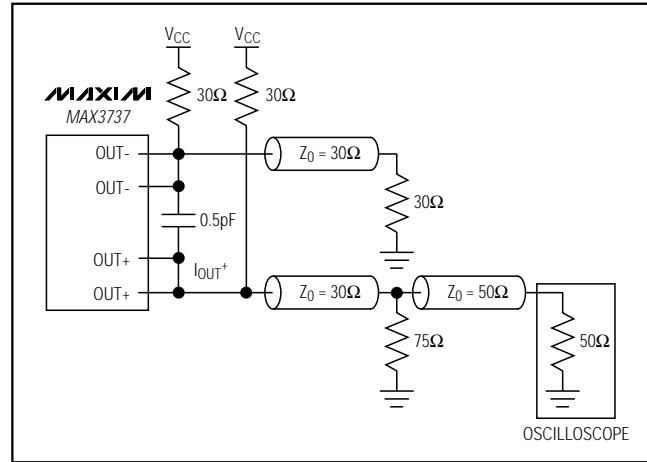 VCC
VCC
30Ω
30Ω
MAXIM
MAX3737
OUT-
OUT-
OUT+
OUT+
0.5pF
IOUT+
Z0 = 30Ω
30Ω
Z0 = 30Ω
Z0 = 50Ω
75Ω
50Ω
OSCILLOSCOPE